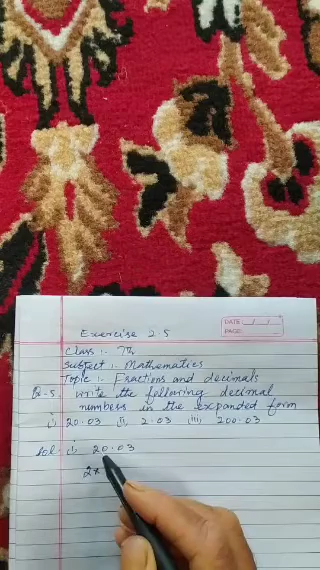 Exercise 2.5
DATE: / /
PAGE:
Class :- 7th
Subject :- Mathematics
Topic :- Fractions and decimals
Q-5 Write the following decimal
numbers in the expanded form
i) 20.03 (ii) 2.03 (iii) 200.03
Sol. (i) 20.03
2×